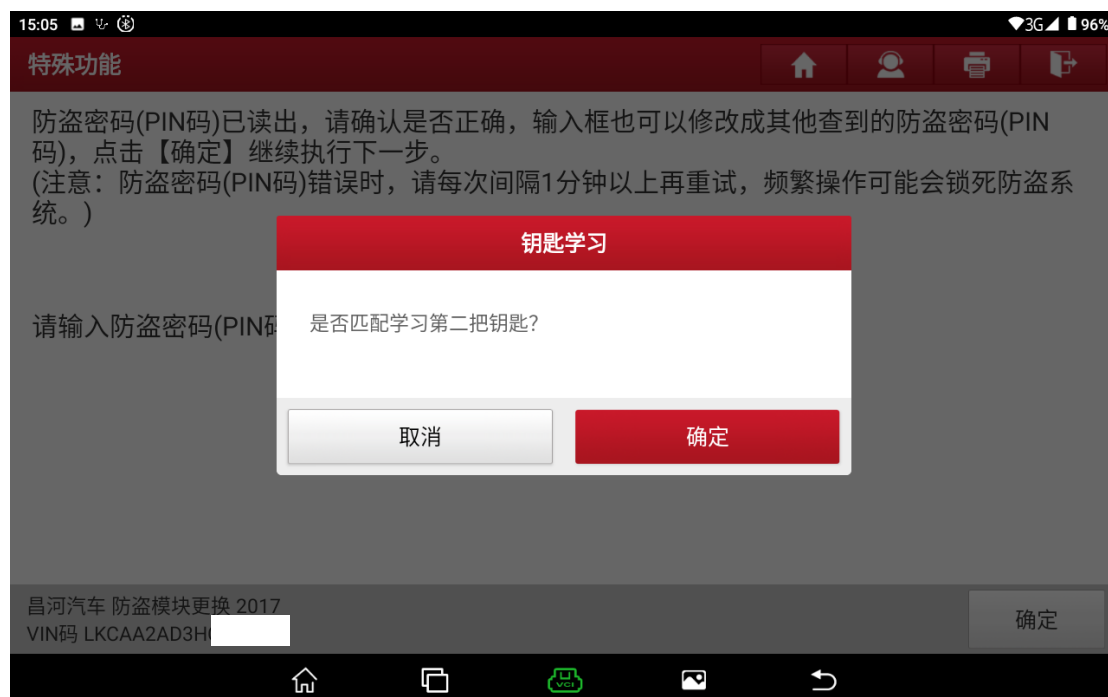 15:05
3G 96%
特殊功能
防盗密码(PIN码)已读出，请确认是否正确，输入框也可以修改成其他查到的防盗密码(PIN
码)，点击【确定】继续执行下一步。
(注意：防盗密码(PIN码)错误时，请每次间隔1分钟以上再重试，频繁操作可能会锁死防盗系
统。)
钥匙学习
请输入防盗密码(PIN码
是否匹配学习第二把钥匙？
取消
确定
昌河汽车 防盗模块更换 2017
VIN码 LKCAA2AD3H
确定
VCI